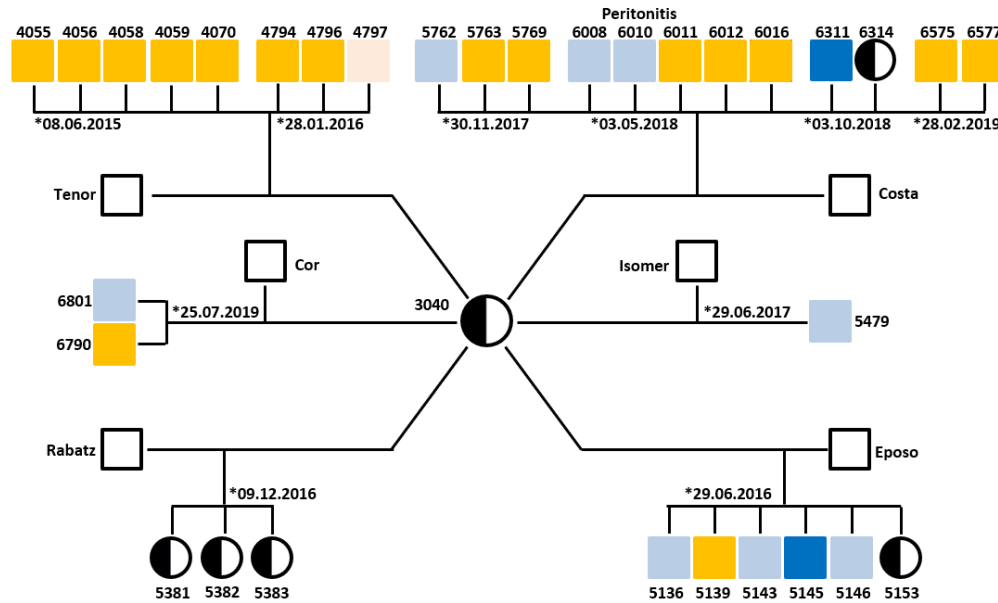 Peritonitis
4055 4056 4058 4059 4070 4794 4796 4797 5762 5763 5769 6008 6010 6011 6012 6016 6311 6314 6575 6577
*08.06.2015 *28.01.2016 *30.11.2017 *03.05.2018 *03.10.2018 *28.02.2019
Tenor Costa
Cor Isomer
6801 *25.07.2019 3040 *29.06.2017 5479
6790
Rabatz Eposo
*09.12.2016 *29.06.2016
5381 5382 5383 5136 5139 5143 5145 5146 5153